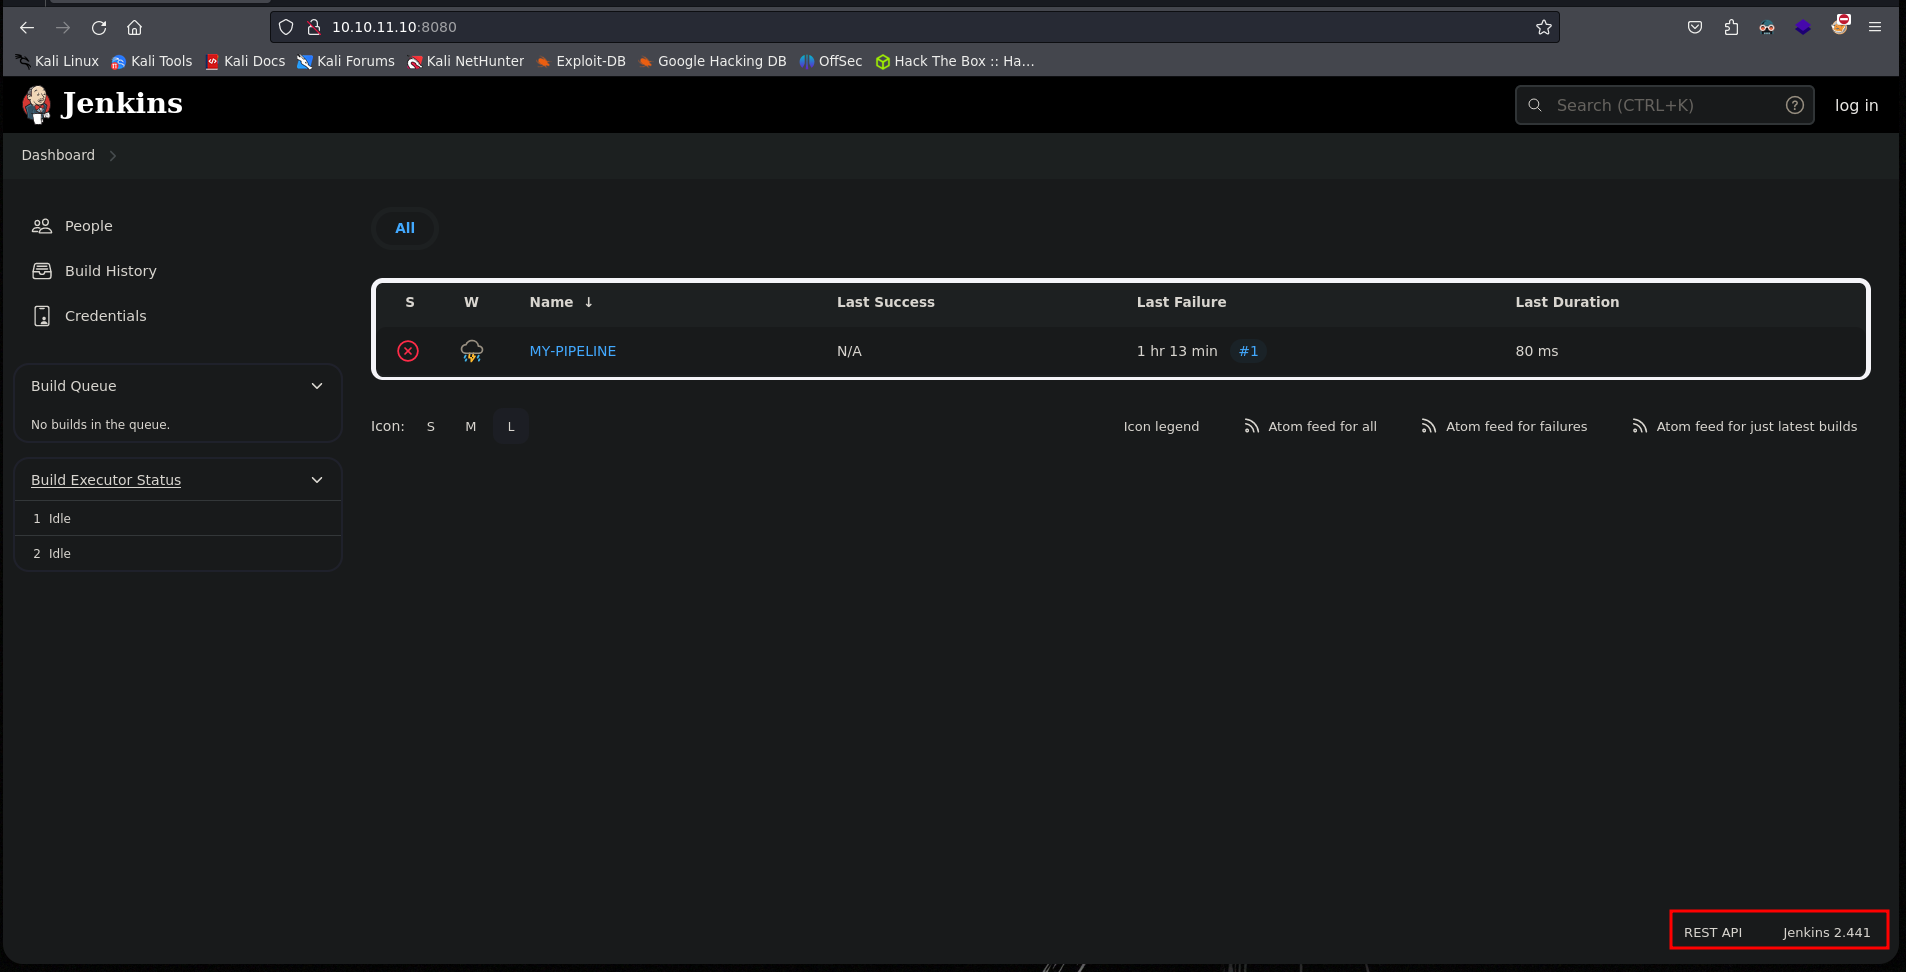 10.10.11.10:8080
Kali Linux Kali Tools Kali Docs Kali Forums Kali NetHunter Exploit-DB Google Hacking DB OffSec Hack The Box :: Ha...
Jenkins
Search (CTRL+K)
log in
Dashboard
People
Build History
Credentials
Build Queue
No builds in the queue.
Build Executor Status
1 Idle
2 Idle
All
S W Name ↓ Last Success Last Failure Last Duration
MY-PIPELINE N/A 1 hr 13 min #1 80 ms
Icon: S M L Icon legend Atom feed for all Atom feed for failures Atom feed for just latest builds
REST API Jenkins 2.441